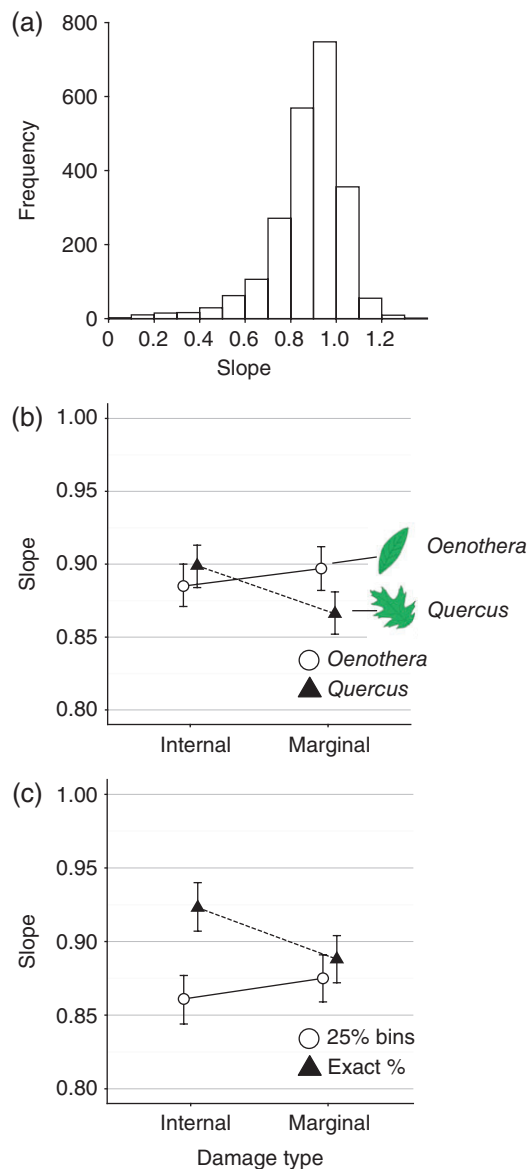 (a)
800
600
400
200
0
Frequency
0 0.2 0.4 0.6 0.8 1.0 1.2
Slope
(b)
1.00
0.95
0.90
0.85
0.80
Slope
Oenothera
Quercus
Oenothera
Quercus
Internal Marginal
(c)
1.00
0.95
0.90
0.85
0.80
Slope
25% bins
Exact %
Internal Marginal
Damage type